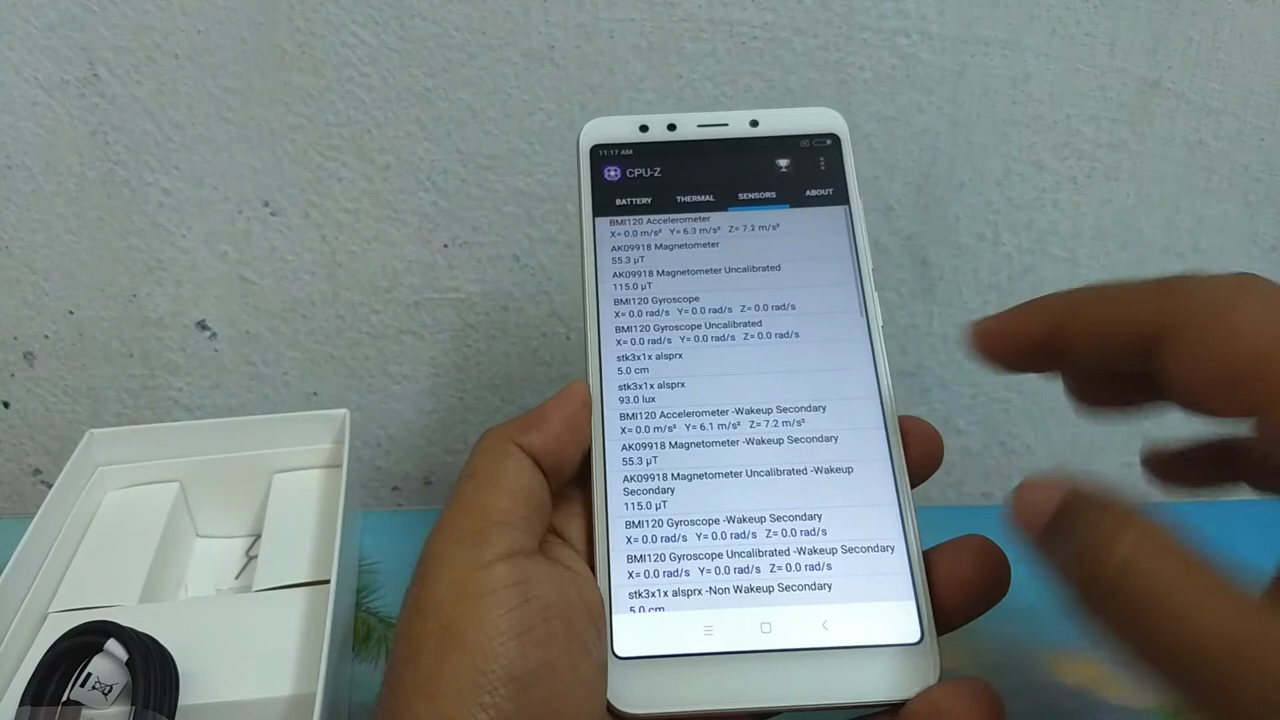 11:17 AM
CPU-Z
BATTERY THERMAL SENSORS ABOUT
BMI120 Accelerometer
X= 0.0 m/s² Y= 6.0 m/s² Z= 7.2 m/s²
AK09918 Magnetometer
55.3 µT
AK09918 Magnetometer Uncalibrated
115.0 µT
BMI120 Gyroscope
X= 0.0 rad/s Y= 0.0 rad/s Z= 0.0 rad/s
BMI120 Gyroscope Uncalibrated
X= 0.0 rad/s Y= 0.0 rad/s Z= 0.0 rad/s
stk3x1x alsprx
5.0 cm
stk3x1x alsprx
93.0 lux
BMI120 Accelerometer -Wakeup Secondary
X= 0.0 m/s² Y= 6.1 m/s² Z= 7.2 m/s²
AK09918 Magnetometer -Wakeup Secondary
55.3 µT
AK09918 Magnetometer Uncalibrated -Wakeup
Secondary
115.0 µT
BMI120 Gyroscope -Wakeup Secondary
X= 0.0 rad/s Y= 0.0 rad/s Z= 0.0 rad/s
BMI120 Gyroscope Uncalibrated -Wakeup Secondary
X= 0.0 rad/s Y= 0.0 rad/s Z= 0.0 rad/s
stk3x1x alsprx -Non Wakeup Secondary
5.0 cm